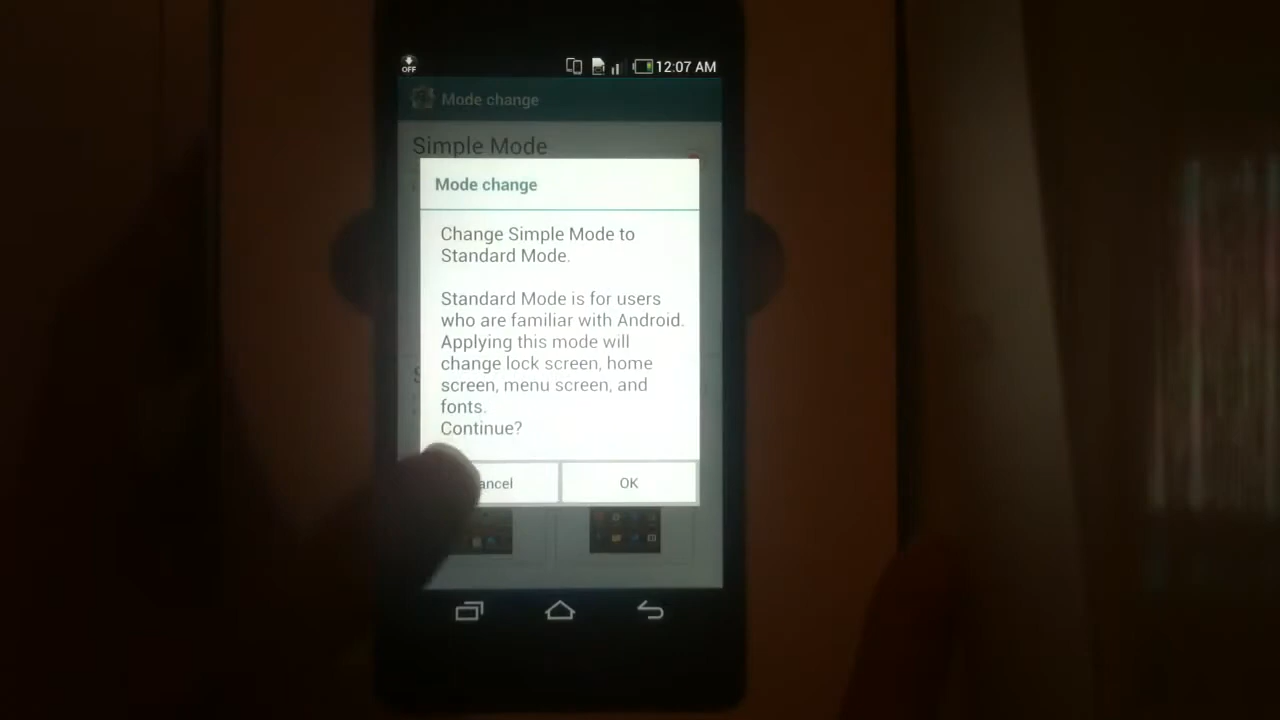 OFF
12:07 AM
Mode change
Simple Mode
Mode change
Change Simple Mode to
Standard Mode.
Standard Mode is for users
who are familiar with Android.
Applying this mode will
change lock screen, home
screen, menu screen, and
fonts.
Continue?
ancel
OK